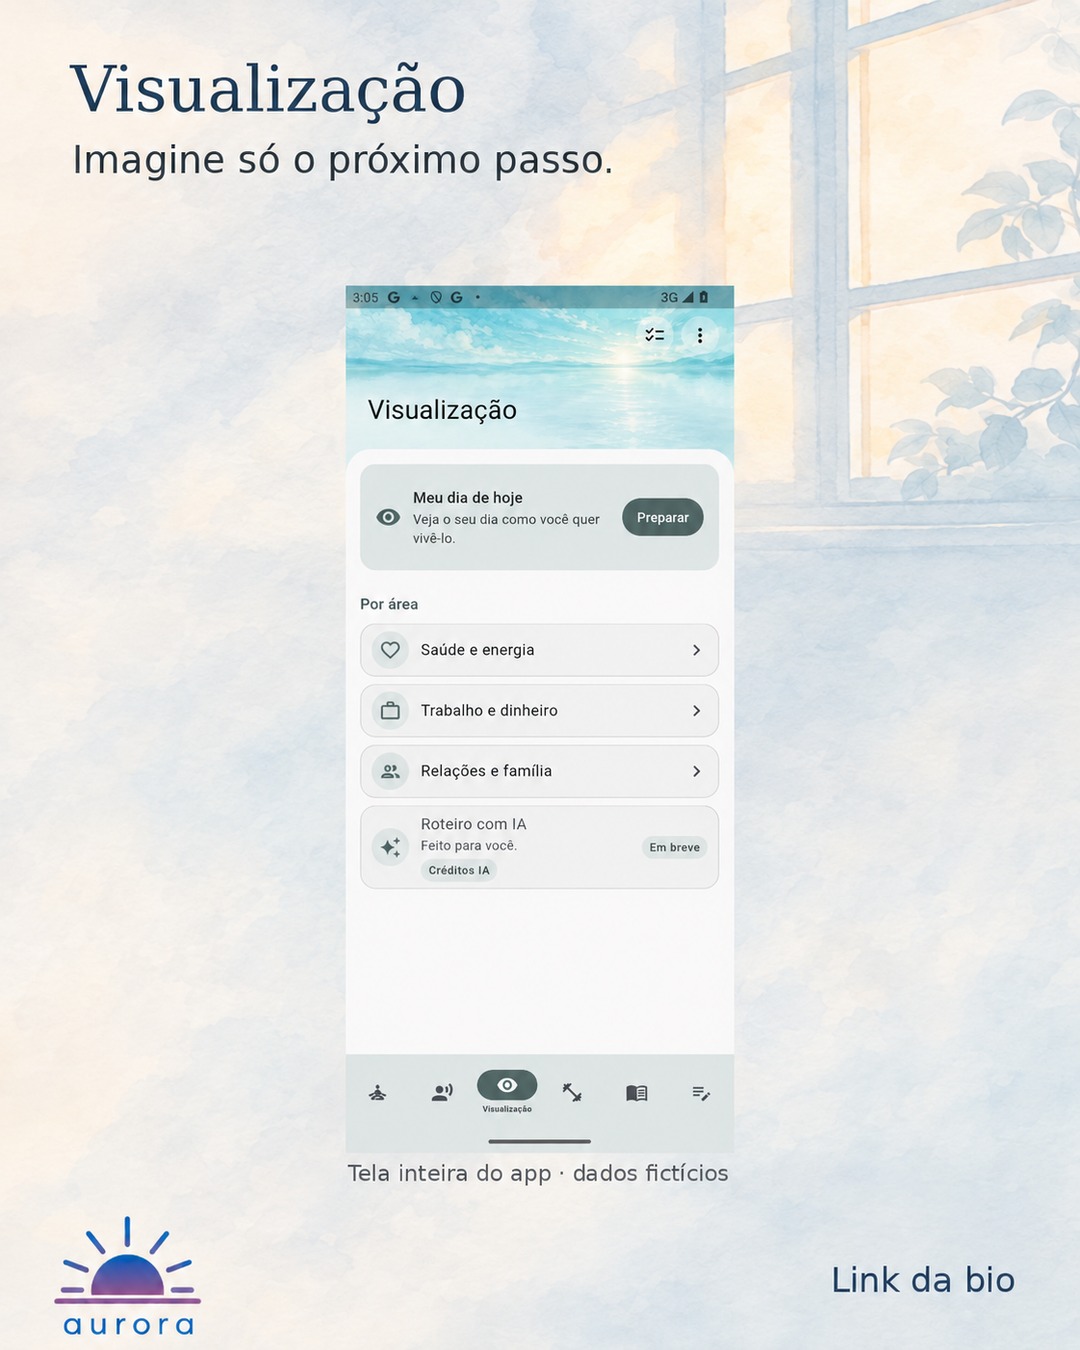 Visualização
Imagine só o próximo passo.
3:05
3G
Visualização
Meu dia de hoje
Veja o seu dia como você quer
vivê-lo.
Preparar
Por área
Saúde e energia
Trabalho e dinheiro
Relações e família
Roteiro com IA
Feito para você.
Créditos IA
Em breve
Visualização
Tela inteira do app · dados fictícios
aurora
Link da bio